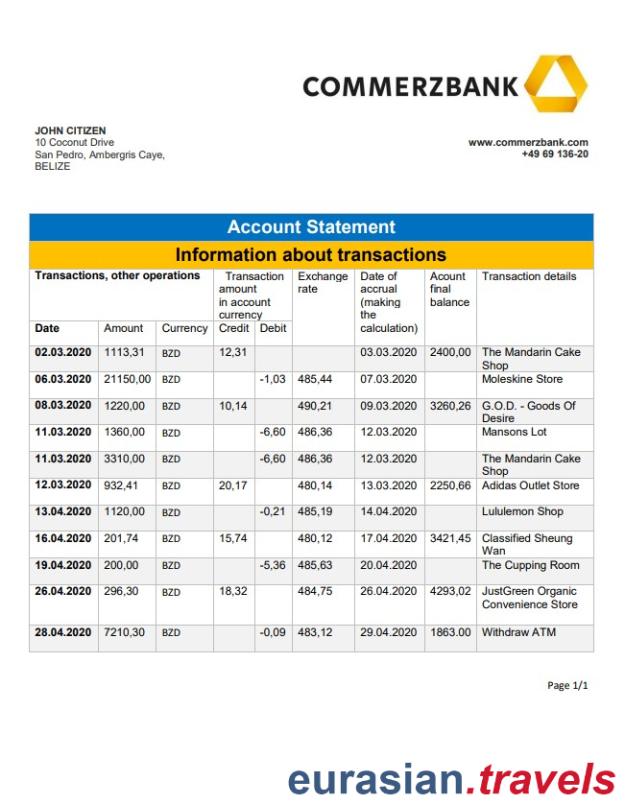 COMMERZBANK
JOHN CITIZEN
10 Coconut Drive
San Pedro, Ambergris Caye,
BELIZE
www.commerzbank.com
+49 69 136-20
Account Statement
Information about transactions
Transactions, other operations
Transaction
amount
in account
currency
Exchange
rate
Date of
accrual
(making
the
calculation)
Acount
final
balance
Transaction details
Date Amount Currency Credit Debit
02.03.2020 1113,31 BZD 12,31 03.03.2020 2400,00 The Mandarin Cake
Shop
06.03.2020 21150,00 BZD -1,03 485,44 07.03.2020 Moleskine Store
08.03.2020 1220,00 BZD 10,14 490,21 09.03.2020 3260,26 G.O.D. - Goods Of
Desire
11.03.2020 1360,00 BZD -6,60 486,36 12.03.2020 Mansons Lot
11.03.2020 3310,00 BZD -6,60 486,36 12.03.2020 The Mandarin Cake
Shop
12.03.2020 932,41 BZD 20,17 480,14 13.03.2020 2250,66 Adidas Outlet Store
13.04.2020 1120,00 BZD -0,21 485,19 14.04.2020 Lululemon Shop
16.04.2020 201,74 BZD 15,74 480,12 17.04.2020 3421,45 Classified Sheung
Wan
19.04.2020 200,00 BZD -5,36 485,63 20.04.2020 The Cupping Room
26.04.2020 296,30 BZD 18,32 484,75 26.04.2020 4293,02 JustGreen Organic
Convenience Store
28.04.2020 7210,30 BZD -0,09 483,12 29.04.2020 1863.00 Withdraw ATM
Page 1/1
eurasian.travels